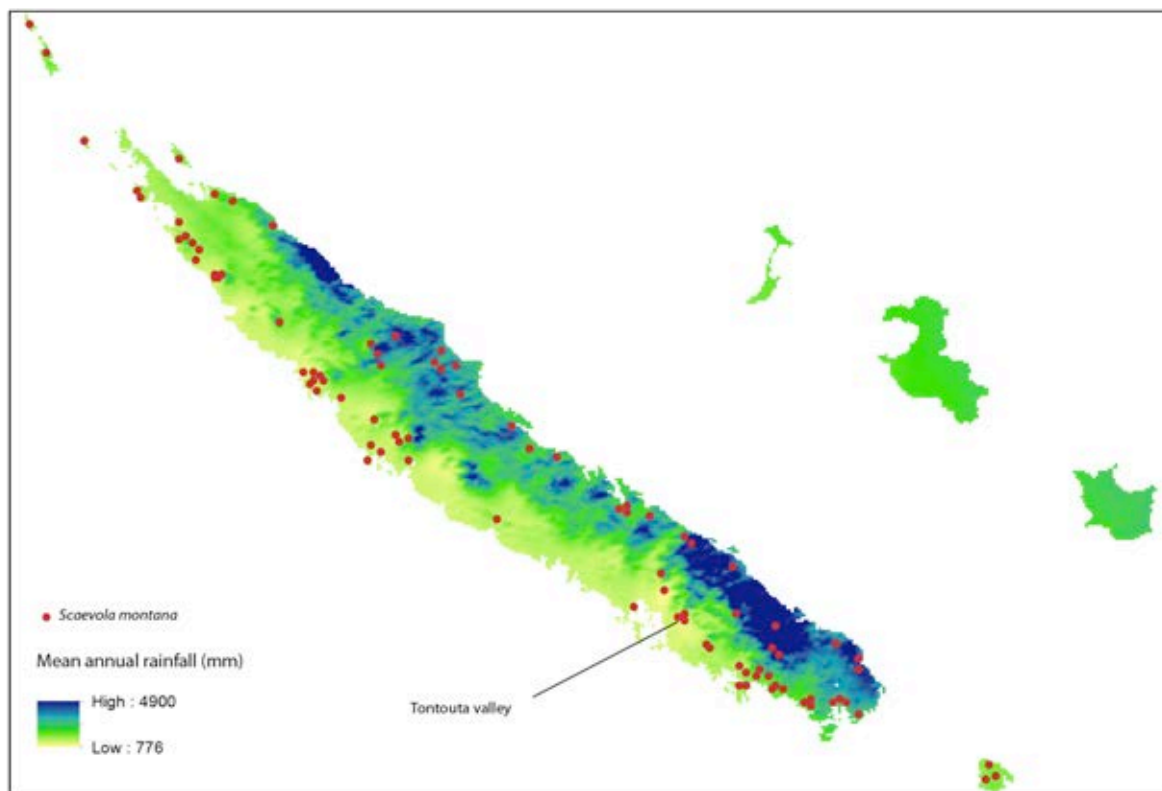 Scaevola montana
Mean annual rainfall (mm)
High : 4900
Low : 776
Tontouta valley